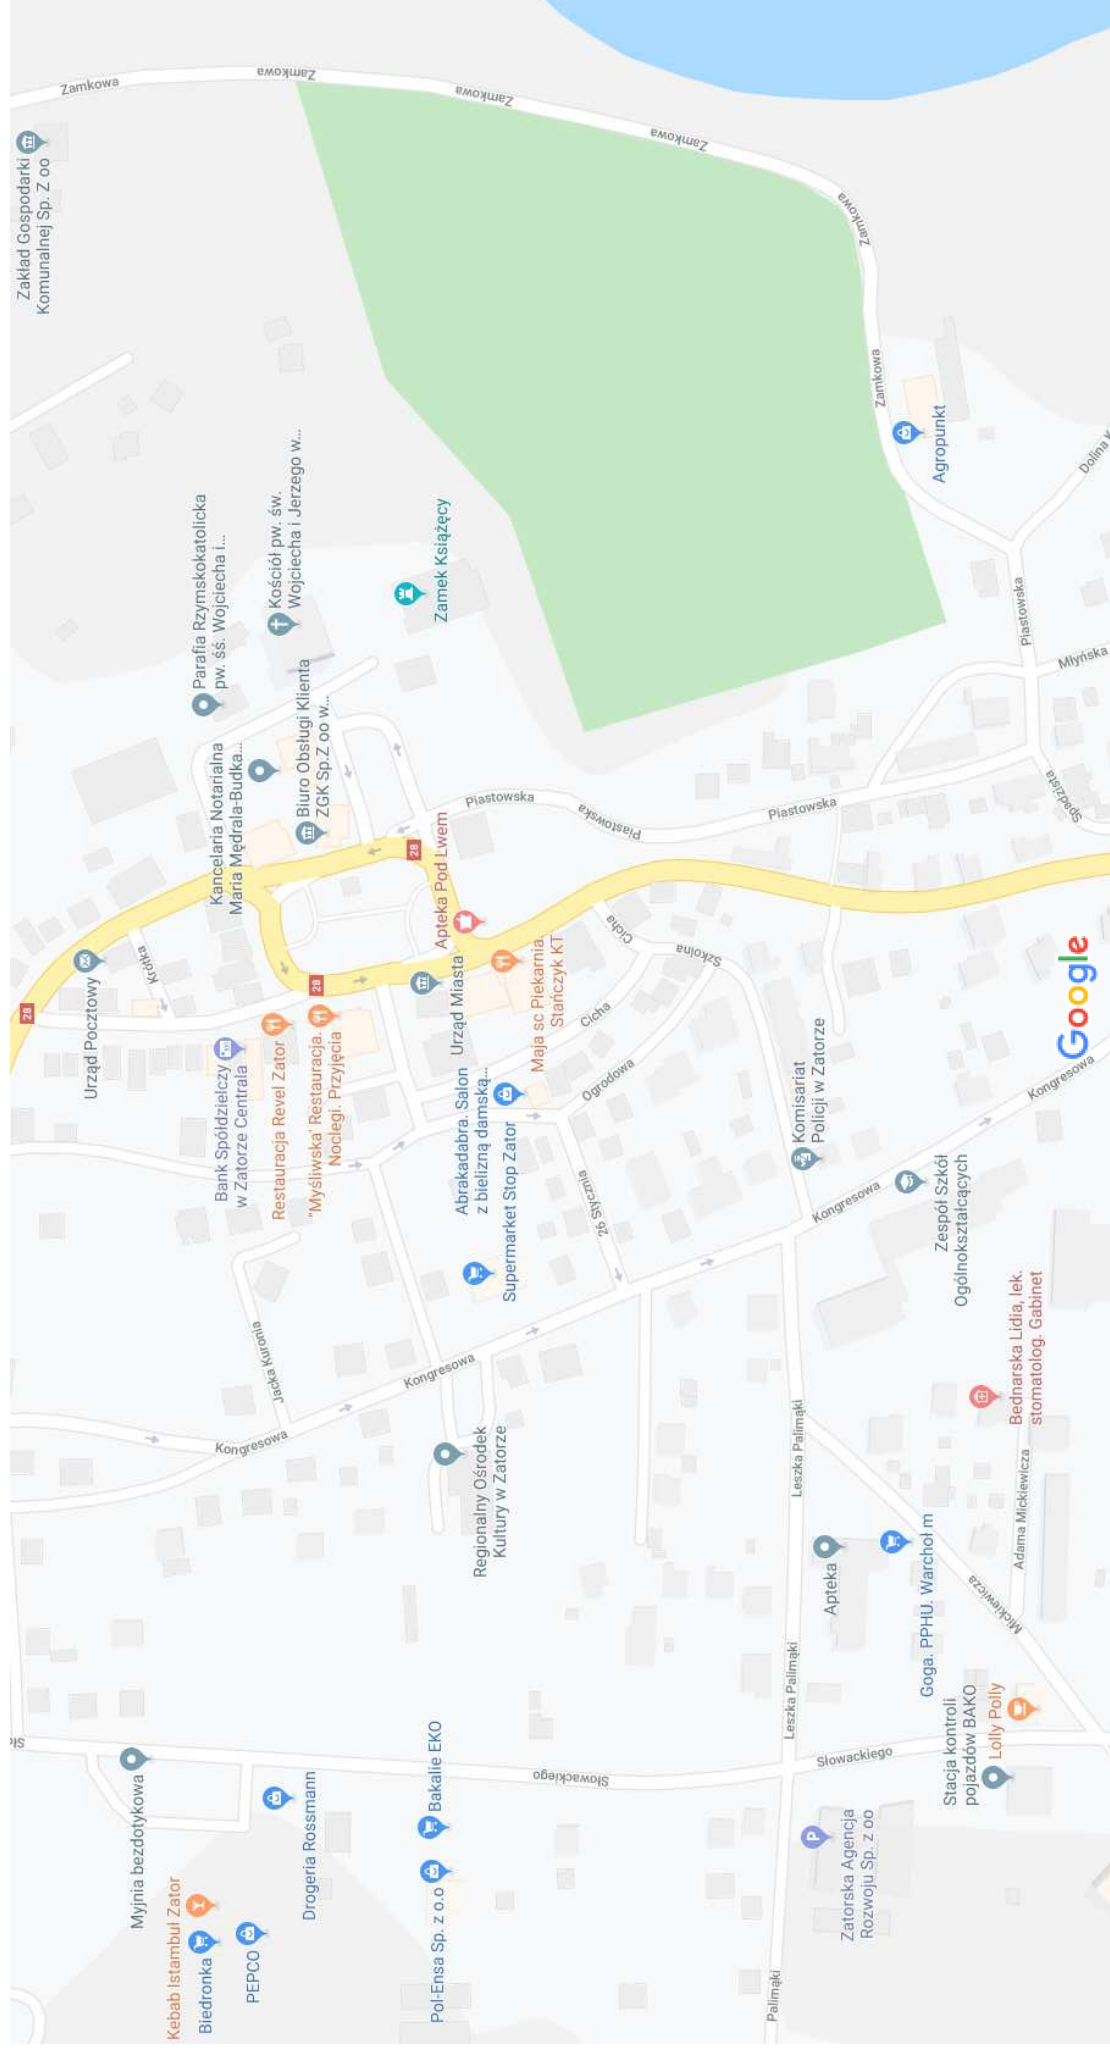 Zamkowa
Zamkowa
Zamkowa
Zamkowa
Zamkowa
Zamkowa
Zakład Gospodarki
Komunalnej Sp. Z oo
Agropunkt
Piastowska
Młyńska
Parafia Rzymskokatolicka
pw. śś. Wojciecha i...
Kościół pw. św.
Wojciecha i Jerzego w...
Zamek Książęcy
Kancelaria Notarialna
Maria Mędrala-Budka...
Biuro Obsługi Klienta
ZGK Sp.Z oo w...
Piastowska
Piastowska
Piastowska
Spadzista
28
28
28
Apteka Pod Lwem
Urząd Pocztowy
Krótka
Urząd Miasta
Maja sc Piekarnia.
Stańczyk KT
Cicha
Szkolna
Cicha
Ogrodowa
Bank Spółdzielczy
w Zatorze Centrala
Restauracja Revel Zator
"Myśliwska' Restauracja.
Noclegi. Przyjęcia
Abrakadabra. Salon
z bielizną damską...
Supermarket Stop Zator
26 Stycznia
Komisariat
Policji w Zatorze
Google
Kongresowa
Kongresowa
Zespół Szkół
Ogólnokształcących
Jacka Kuronia
Kongresowa
Kongresowa
Regionalny Ośrodek
Kultury w Zatorze
Leszka Palimąki
Bednarska Lidia, lek.
stomatolog. Gabinet
Adama Mickiewicza
Mickiewicza
Apteka
Goga. PPHU. Warchoł m
Leszka Palimąki
Słowackiego
Słowackiego
Stacja kontroli
pojazdów BAKO
Lolly Polly
Myjnia bezdotykowa
Drogeria Rossmann
Bakalie EKO
Kebab Istambuł Zator
Biedronka
PEPCO
Pol-Ensa Sp. z o.o
Zatorska Agencja
Rozwoju Sp. z oo
P
Palimąki
Dolina